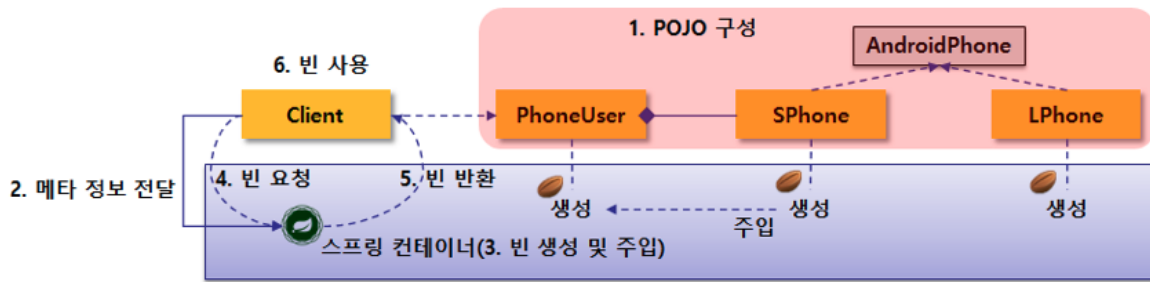 1. POJO 구성
AndroidPhone
6. 빈 사용
Client
PhoneUser
SPhone
LPhone
2. 메타 정보 전달
4. 빈 요청
5. 빈 반환
생성
생성
생성
주입
스프링 컨테이너(3. 빈 생성 및 주입)